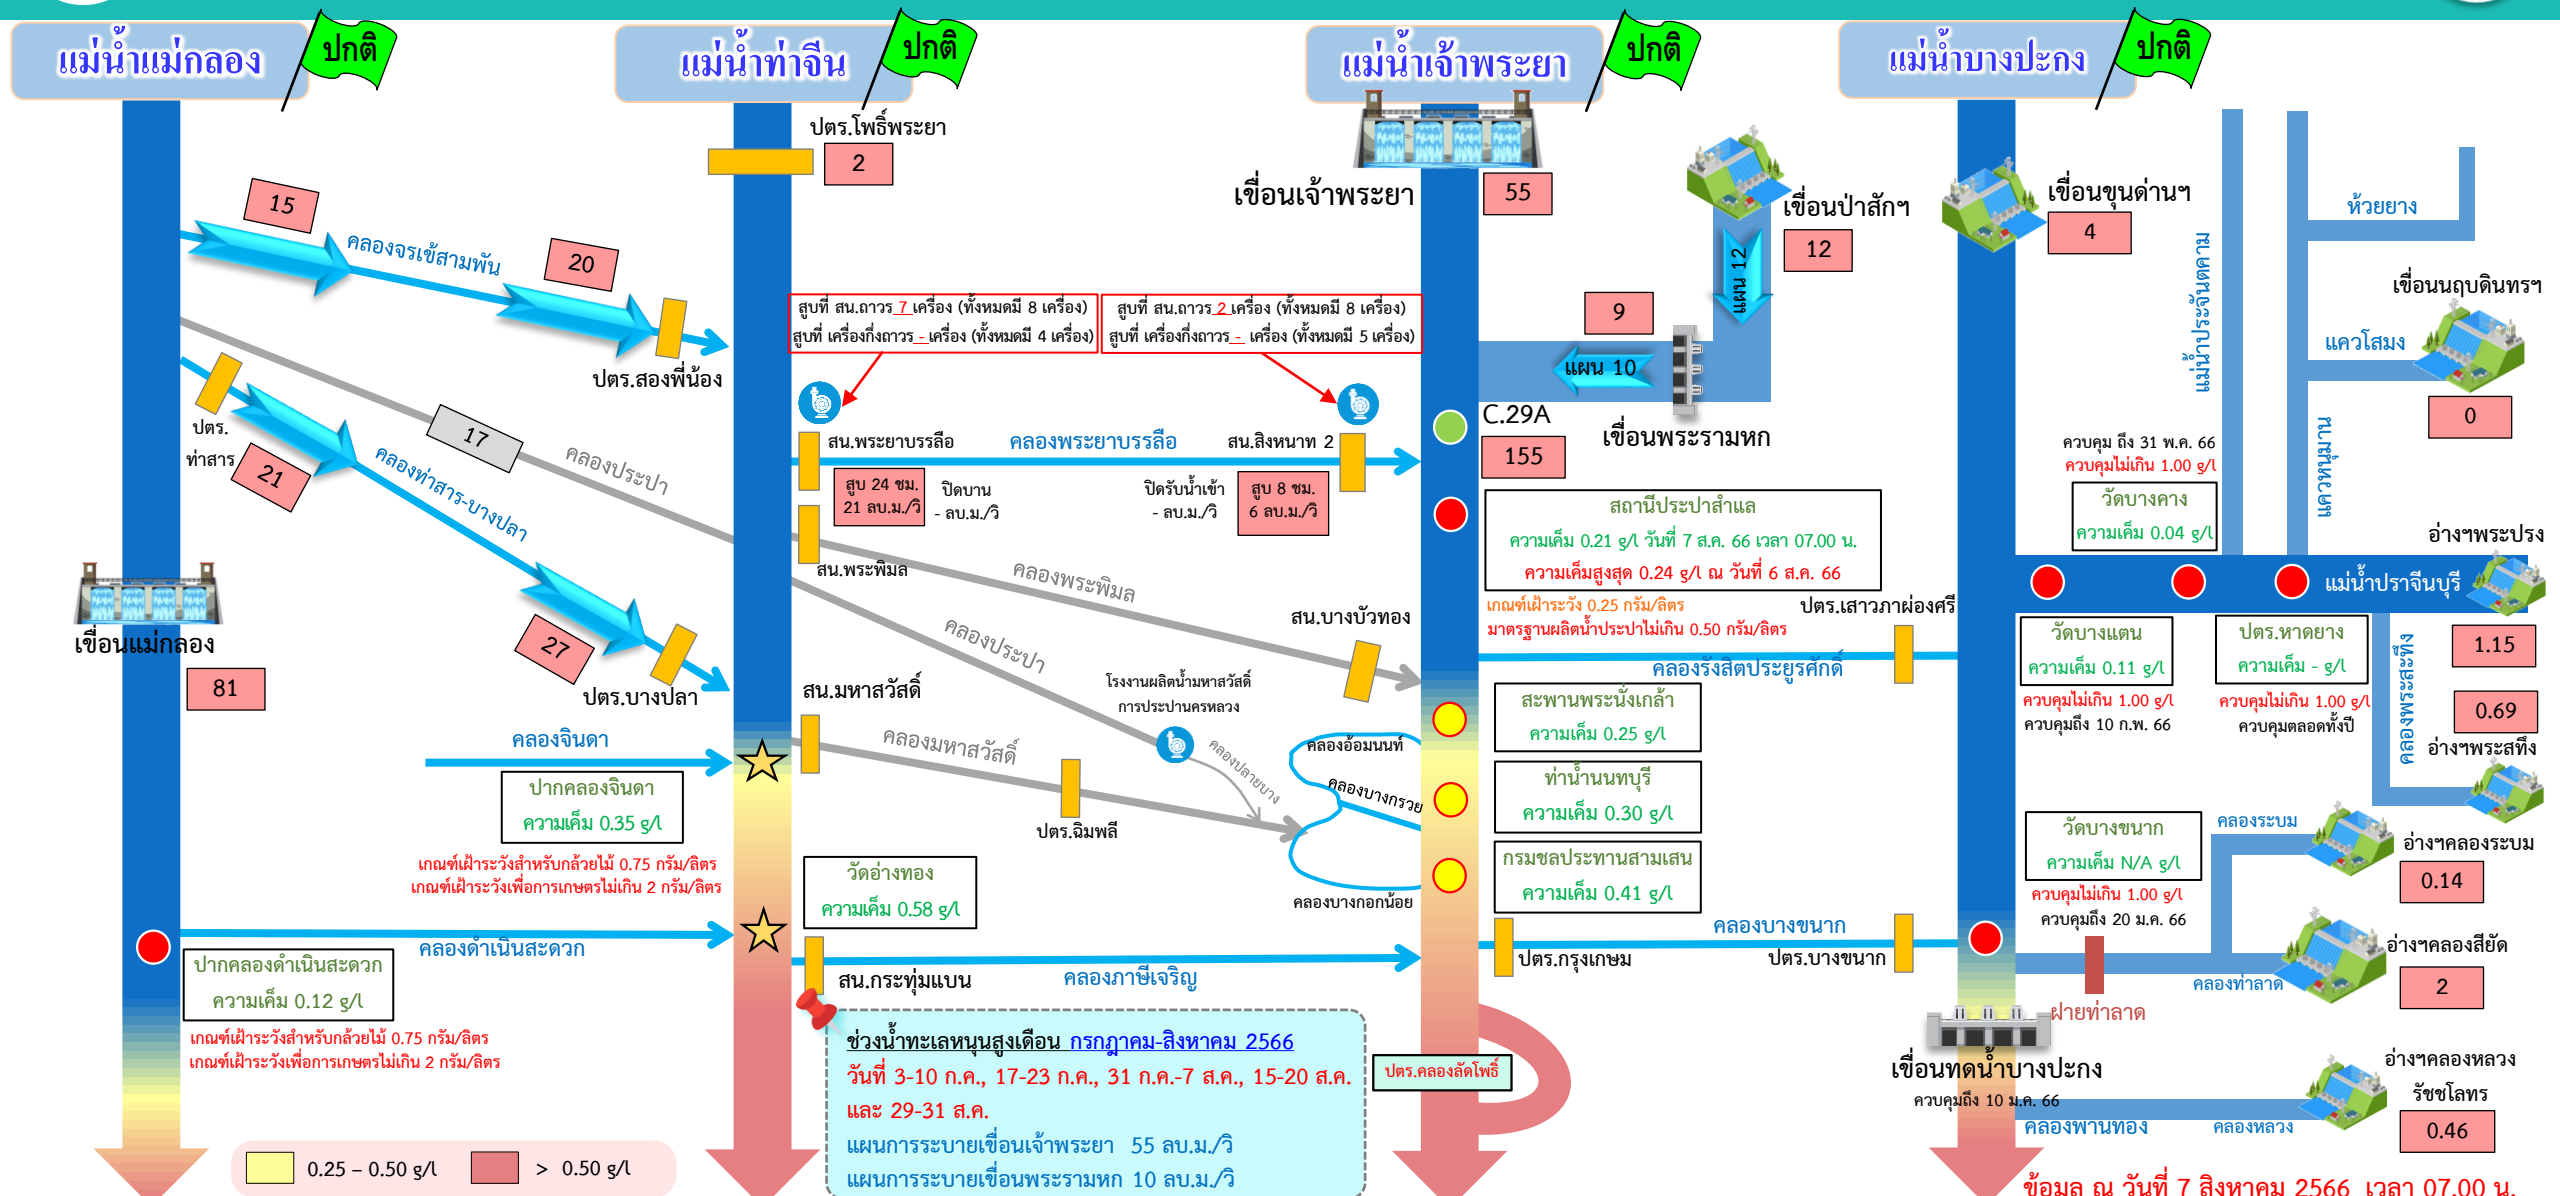 แม่น้ำแม่กลอง
ปกติ
แม่น้ำท่าจีน
ปกติ
แม่น้ำเจ้าพระยา
ปกติ
แม่น้ำบางปะกง
ปกติ
15
คลองจรเข้สามพัน
20
ปตร.สองพี่น้อง
ปตร.
ท่าสาร
21
คลองท่าสาร-บางปลา
17
คลองประปา
27
ปตร.บางปลา
เขื่อนแม่กลอง
81
คลองจินดา
ปากคลองจินดา
ความเค็ม 0.35 g/l
เกณฑ์เฝ้าระวังสำหรับกล้วยไม้ 0.75 กรัม/ลิตร
เกณฑ์เฝ้าระวังเพื่อการเกษตรไม่เกิน 2 กรัม/ลิตร
คลองดำเนินสะดวก
ปากคลองดำเนินสะดวก
ความเค็ม 0.12 g/l
เกณฑ์เฝ้าระวังสำหรับกล้วยไม้ 0.75 กรัม/ลิตร
เกณฑ์เฝ้าระวังเพื่อการเกษตรไม่เกิน 2 กรัม/ลิตร
0.25 – 0.50 g/l
> 0.50 g/l
ปตร.โพธิ์พระยา
2
สูบที่ สน.ถาวร 7 เครื่อง (ทั้งหมดมี 8 เครื่อง)
สูบที่ เครื่องกึ่งถาวร - เครื่อง (ทั้งหมดมี 4 เครื่อง)
สูบที่ สน.ถาวร 2 เครื่อง (ทั้งหมดมี 8 เครื่อง)
สูบที่ เครื่องกึ่งถาวร - เครื่อง (ทั้งหมดมี 5 เครื่อง)
สน.พระยาบรรลือ
คลองพระยาบรรลือ
สน.สิงหนาท 2
สูบ 24 ชม.
21 ลบ.ม./วิ
ปิดบาน
- ลบ.ม./วิ
ปิดรับน้ำเข้า
- ลบ.ม./วิ
สูบ 8 ชม.
6 ลบ.ม./วิ
สน.พระพิมล
คลองพระพิมล
สน.บางบัวทอง
คลองประปา
โรงงานผลิตน้ำมหาสวัสดิ์
การประปานครหลวง
สน.มหาสวัสดิ์
คลองมหาสวัสดิ์
ปตร.ฉิมพลี
คลองปลายบาง
คลองอ้อมนนท์
คลองบางกรวย
คลองบางกอกน้อย
วัดอ่างทอง
ความเค็ม 0.58 g/l
สน.กระทุ่มแบน
คลองภาษีเจริญ
ช่วงน้ำทะเลหนุนสูงเดือน กรกฎาคม-สิงหาคม 2566
วันที่ 3-10 ก.ค., 17-23 ก.ค., 31 ก.ค.-7 ส.ค., 15-20 ส.ค.
และ 29-31 ส.ค.
แผนการระบายเขื่อนเจ้าพระยา 55 ลบ.ม./วิ
แผนการระบายเขื่อนพระรามหก 10 ลบ.ม./วิ
เขื่อนเจ้าพระยา
55
เขื่อนป่าสักฯ
12
แผน 12
9
แผน 10
เขื่อนพระรามหก
C.29A
155
สถานีประปาสำแล
ความเค็ม 0.21 g/l วันที่ 7 ส.ค. 66 เวลา 07.00 น.
ความเค็มสูงสุด 0.24 g/l ณ วันที่ 6 ส.ค. 66
เกณฑ์เฝ้าระวัง 0.25 กรัม/ลิตร
มาตรฐานผลิตน้ำประปาไม่เกิน 0.50 กรัม/ลิตร
ปตร.เสาวภาผ่องศรี
คลองรังสิตประยูรศักดิ์
สะพานพระนั่งเกล้า
ความเค็ม 0.25 g/l
ท่าน้ำนนทบุรี
ความเค็ม 0.30 g/l
กรมชลประทานสามเสน
ความเค็ม 0.41 g/l
คลองบางขนาก
ปตร.กรุงเกษม
ปตร.บางขนาก
ปตร.คลองลัดโพธิ์
เขื่อนขุนด่านฯ
4
แม่น้ำประจันตคาม
ห้วยยาง
เขื่อนนฤบดินทรฯ
แควโสมง
0
แควหนุมาน
ควบคุม ถึง 31 พ.ค. 66
ควบคุมไม่เกิน 1.00 g/l
วัดบางคาง
ความเค็ม 0.04 g/l
อ่างฯพระปรง
แม่น้ำปราจีนบุรี
1.15
วัดบางแตน
ความเค็ม 0.11 g/l
ควบคุมไม่เกิน 1.00 g/l
ควบคุมถึง 10 ก.พ. 66
ปตร.หาดยาง
ความเค็ม - g/l
ควบคุมไม่เกิน 1.00 g/l
ควบคุมตลอดทั้งปี
คลองพระสะทึง
0.69
อ่างฯพระสทึง
วัดบางขนาก
ความเค็ม N/A g/l
ควบคุมไม่เกิน 1.00 g/l
ควบคุมถึง 20 ม.ค. 66
คลองระบม
อ่างฯคลองระบม
0.14
อ่างฯคลองสียัด
2
คลองท่าลาด
ฝายท่าลาด
เขื่อนทดน้ำบางปะกง
ควบคุมถึง 10 ม.ค. 66
คลองพานทอง
คลองหลวง
อ่างฯคลองหลวง
รัชชโลทร
0.46
ข้อมูล ณ วันที่ 7 สิงหาคม 2566 เวลา 07.00 น.